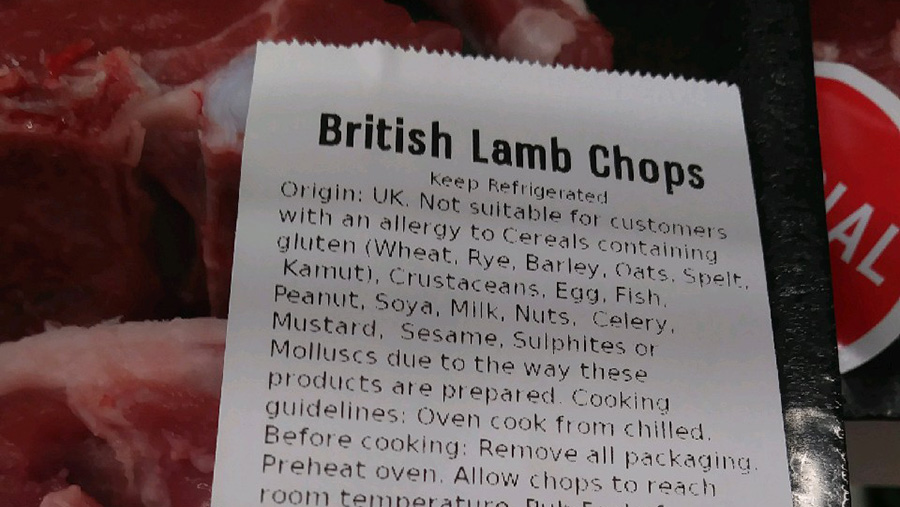 British Lamb Chops
Keep Refrigerated
Origin: UK. Not suitable for customers
with an allergy to Cereals containing
gluten (Wheat, Rye, Barley, Oats, Spelt,
Kamut), Crustaceans, Egg, Fish,
Peanut, Soya, Milk, Nuts, Celery,
Mustard, Sesame, Sulphites or
Molluscs due to the way these
products are prepared. Cooking
guidelines: Oven cook from chilled.
Before cooking: Remove all packaging.
Preheat oven. Allow chops to reach
room temperature.
IAL